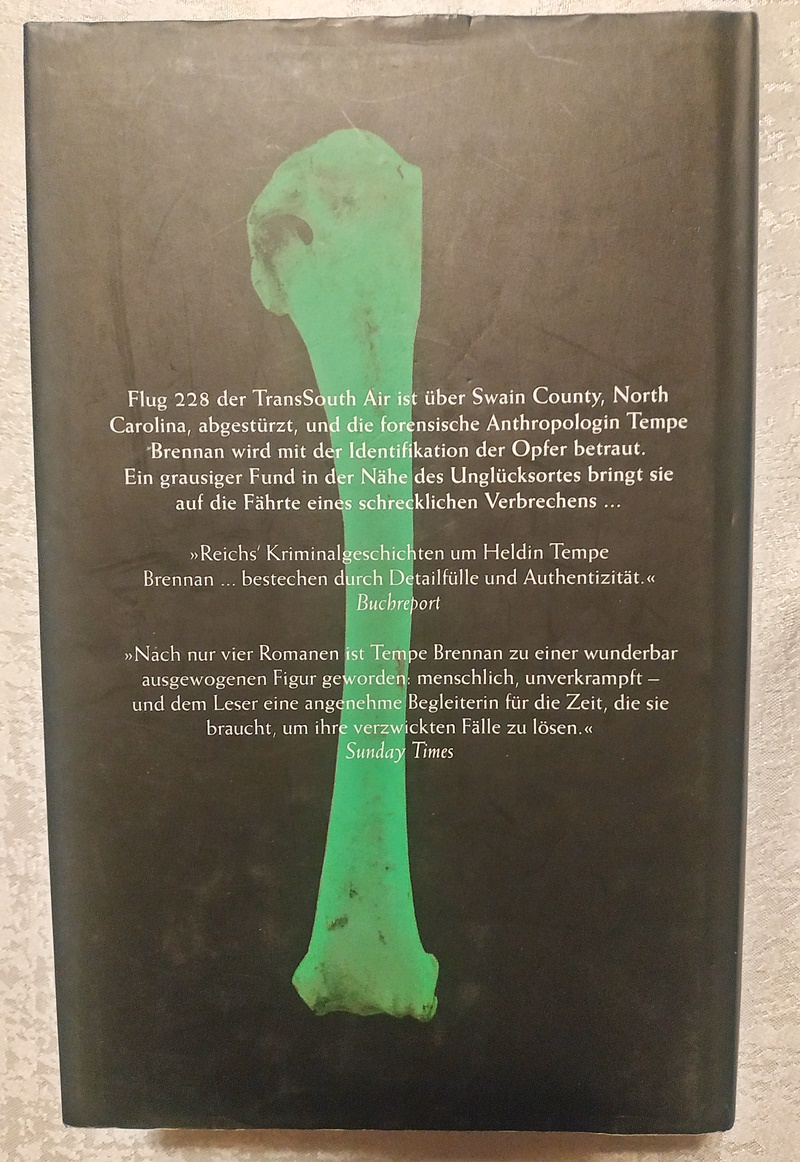 Flug 228 der TransSouth Air ist über Swain County, North
Carolina, abgestürzt, und die forensische Anthropologin Tempe
Brennan wird mit der Identifikation der Opfer betraut.
Ein grausiger Fund in der Nähe des Unglücksortes bringt sie
auf die Fährte eines schrecklichen Verbrechens ...
»Reichs' Kriminalgeschichten um Heldin Tempe
Brennan ... bestechen durch Detailfülle und Authentizität.«
Buchreport
»Nach nur vier Romanen ist Tempe Brennan zu einer wunderbar
ausgewogenen Figur geworden: menschlich, unverkrampft –
und dem Leser eine angenehme Begleiterin für die Zeit, die sie
braucht, um ihre verzwickten Fälle zu lösen.«
Sunday Times